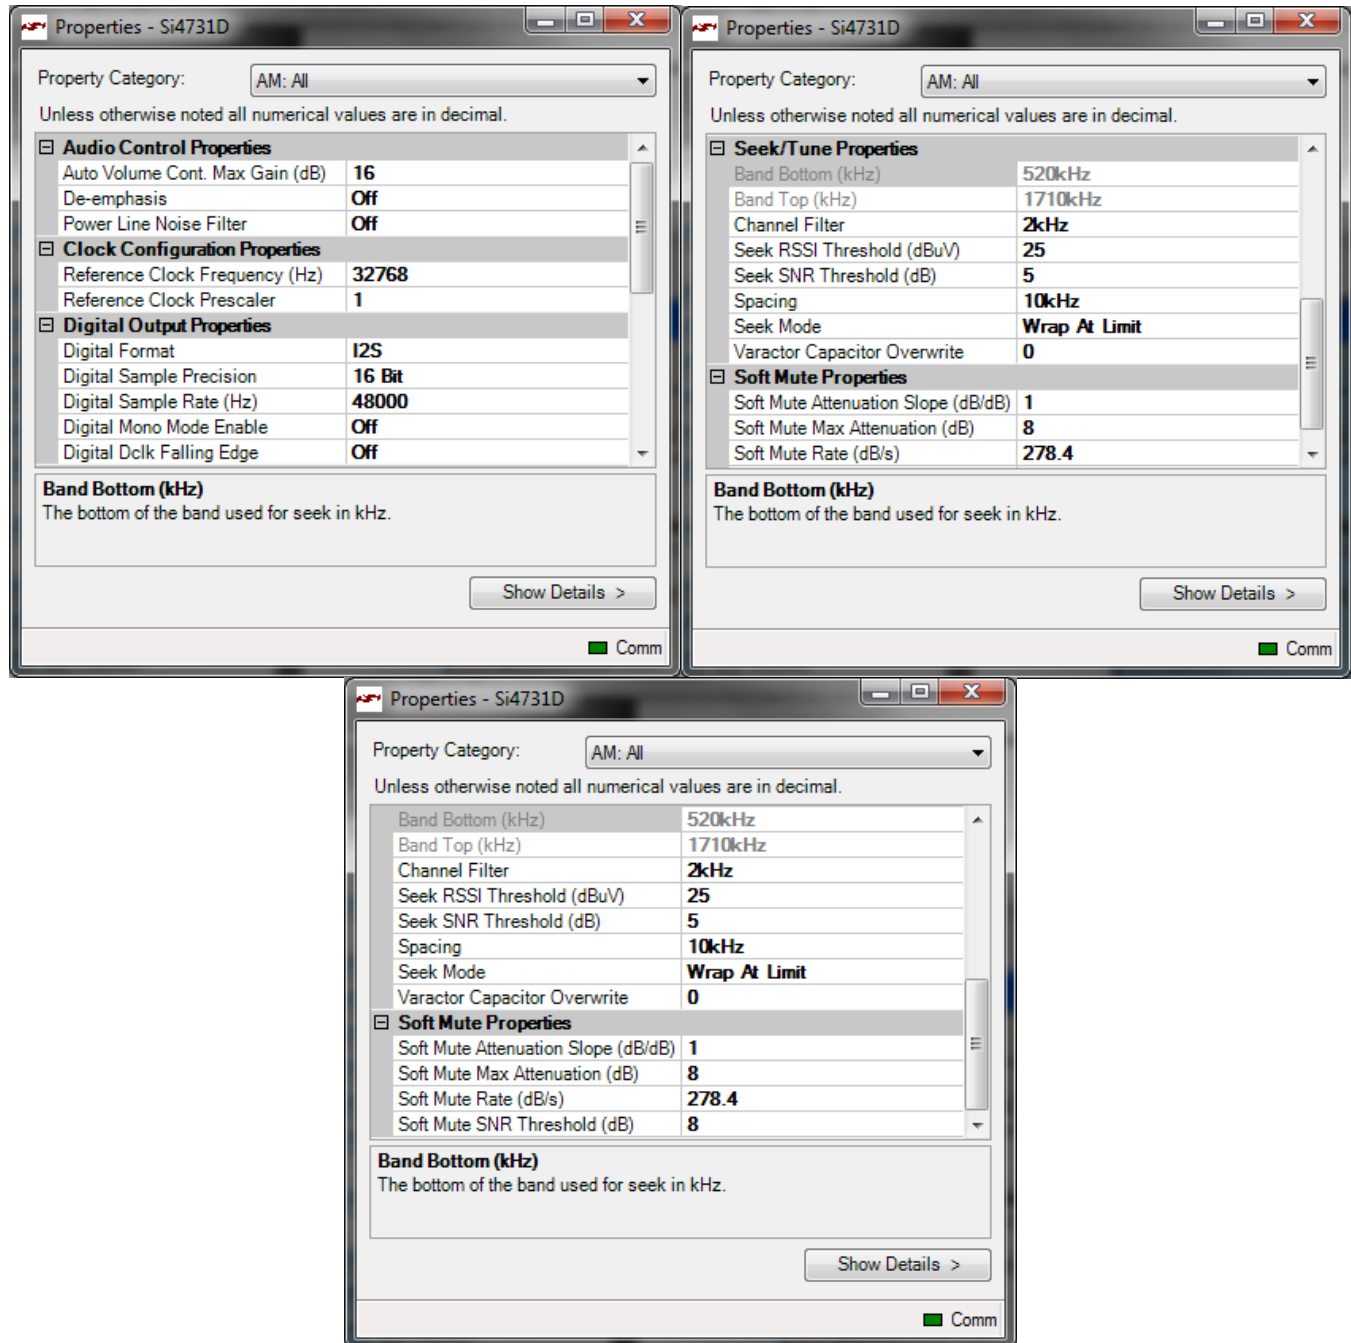 Properties - Si4731D
Property Category: AM: All
Unless otherwise noted all numerical values are in decimal.
Audio Control Properties
Auto Volume Cont. Max Gain (dB) 16
De-emphasis Off
Power Line Noise Filter Off
Clock Configuration Properties
Reference Clock Frequency (Hz) 32768
Reference Clock Prescaler 1
Digital Output Properties
Digital Format I2S
Digital Sample Precision 16 Bit
Digital Sample Rate (Hz) 48000
Digital Mono Mode Enable Off
Digital Dclk Falling Edge Off
Band Bottom (kHz)
The bottom of the band used for seek in kHz.
Show Details >
Comm
Properties - Si4731D
Property Category: AM: All
Unless otherwise noted all numerical values are in decimal.
Seek/Tune Properties
Band Bottom (kHz) 520kHz
Band Top (kHz) 1710kHz
Channel Filter 2kHz
Seek RSSI Threshold (dBuV) 25
Seek SNR Threshold (dB) 5
Spacing 10kHz
Seek Mode Wrap At Limit
Varactor Capacitor Overwrite 0
Soft Mute Properties
Soft Mute Attenuation Slope (dB/dB) 1
Soft Mute Max Attenuation (dB) 8
Soft Mute Rate (dB/s) 278.4
Band Bottom (kHz)
The bottom of the band used for seek in kHz.
Show Details >
Comm
Properties - Si4731D
Property Category: AM: All
Unless otherwise noted all numerical values are in decimal.
Band Bottom (kHz) 520kHz
Band Top (kHz) 1710kHz
Channel Filter 2kHz
Seek RSSI Threshold (dBuV) 25
Seek SNR Threshold (dB) 5
Spacing 10kHz
Seek Mode Wrap At Limit
Varactor Capacitor Overwrite 0
Soft Mute Properties
Soft Mute Attenuation Slope (dB/dB) 1
Soft Mute Max Attenuation (dB) 8
Soft Mute Rate (dB/s) 278.4
Soft Mute SNR Threshold (dB) 8
Band Bottom (kHz)
The bottom of the band used for seek in kHz.
Show Details >
Comm